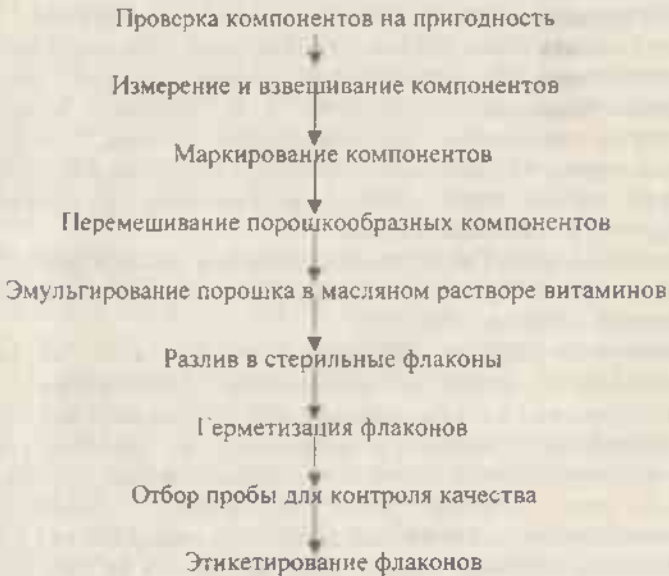 Проверка компонентов на пригодность
Измерение и взвешивание компонентов
Маркирование компонентов
Перемешивание порошкообразных компонентов
Эмульгирование порошка в масляном растворе витаминов
Разлив в стерильные флаконы
Герметизация флаконов
Отбор пробы для контроля качества
Этикетирование флаконов